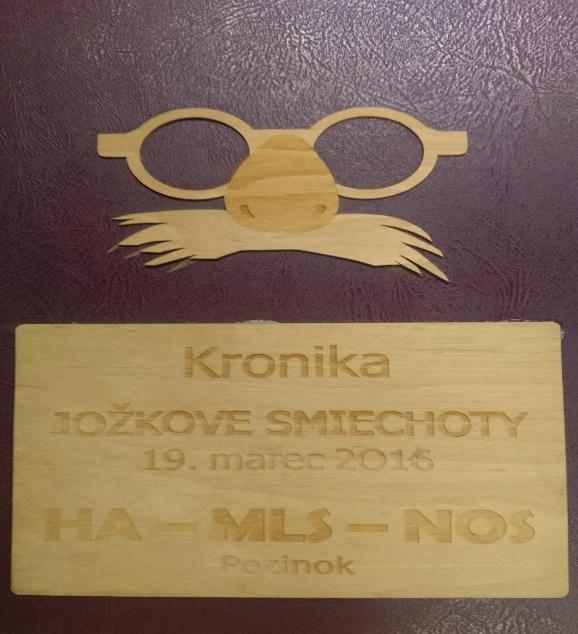 Kronika
JOŽKOVE SMIECHOTY
19. marec 2016
HA – MLS – NOS
Pezinok